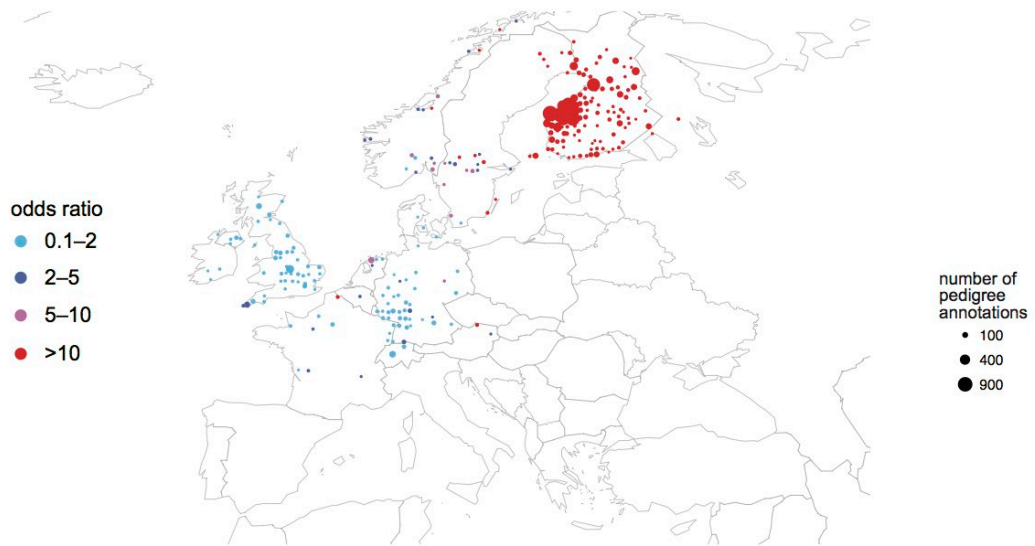 odds ratio
0.1–2
2–5
5–10
>10
number of
pedigree
annotations
100
400
900